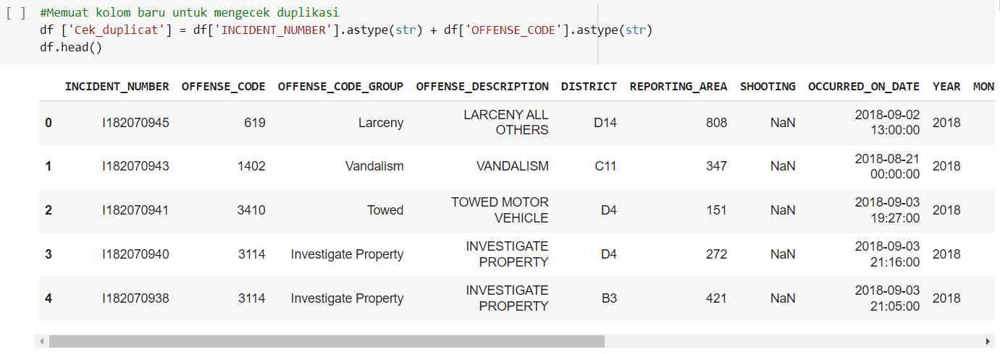 [ ] #Memuat kolom baru untuk mengecek duplikasi
df ['Cek_duplicat'] = df['INCIDENT_NUMBER'].astype(str) + df['OFFENSE_CODE'].astype(str)
df.head()
INCIDENT_NUMBER OFFENSE_CODE OFFENSE_CODE_GROUP OFFENSE_DESCRIPTION DISTRICT REPORTING_AREA SHOOTING OCCURRED_ON_DATE YEAR MON
0 I182070945 619 Larceny LARCENY ALL OTHERS D14 808 NaN 2018-09-02 13:00:00 2018
1 I182070943 1402 Vandalism VANDALISM C11 347 NaN 2018-08-21 00:00:00 2018
2 I182070941 3410 Towed TOWED MOTOR VEHICLE D4 151 NaN 2018-09-03 19:27:00 2018
3 I182070940 3114 Investigate Property INVESTIGATE PROPERTY D4 272 NaN 2018-09-03 21:16:00 2018
4 I182070938 3114 Investigate Property INVESTIGATE PROPERTY B3 421 NaN 2018-09-03 21:05:00 2018